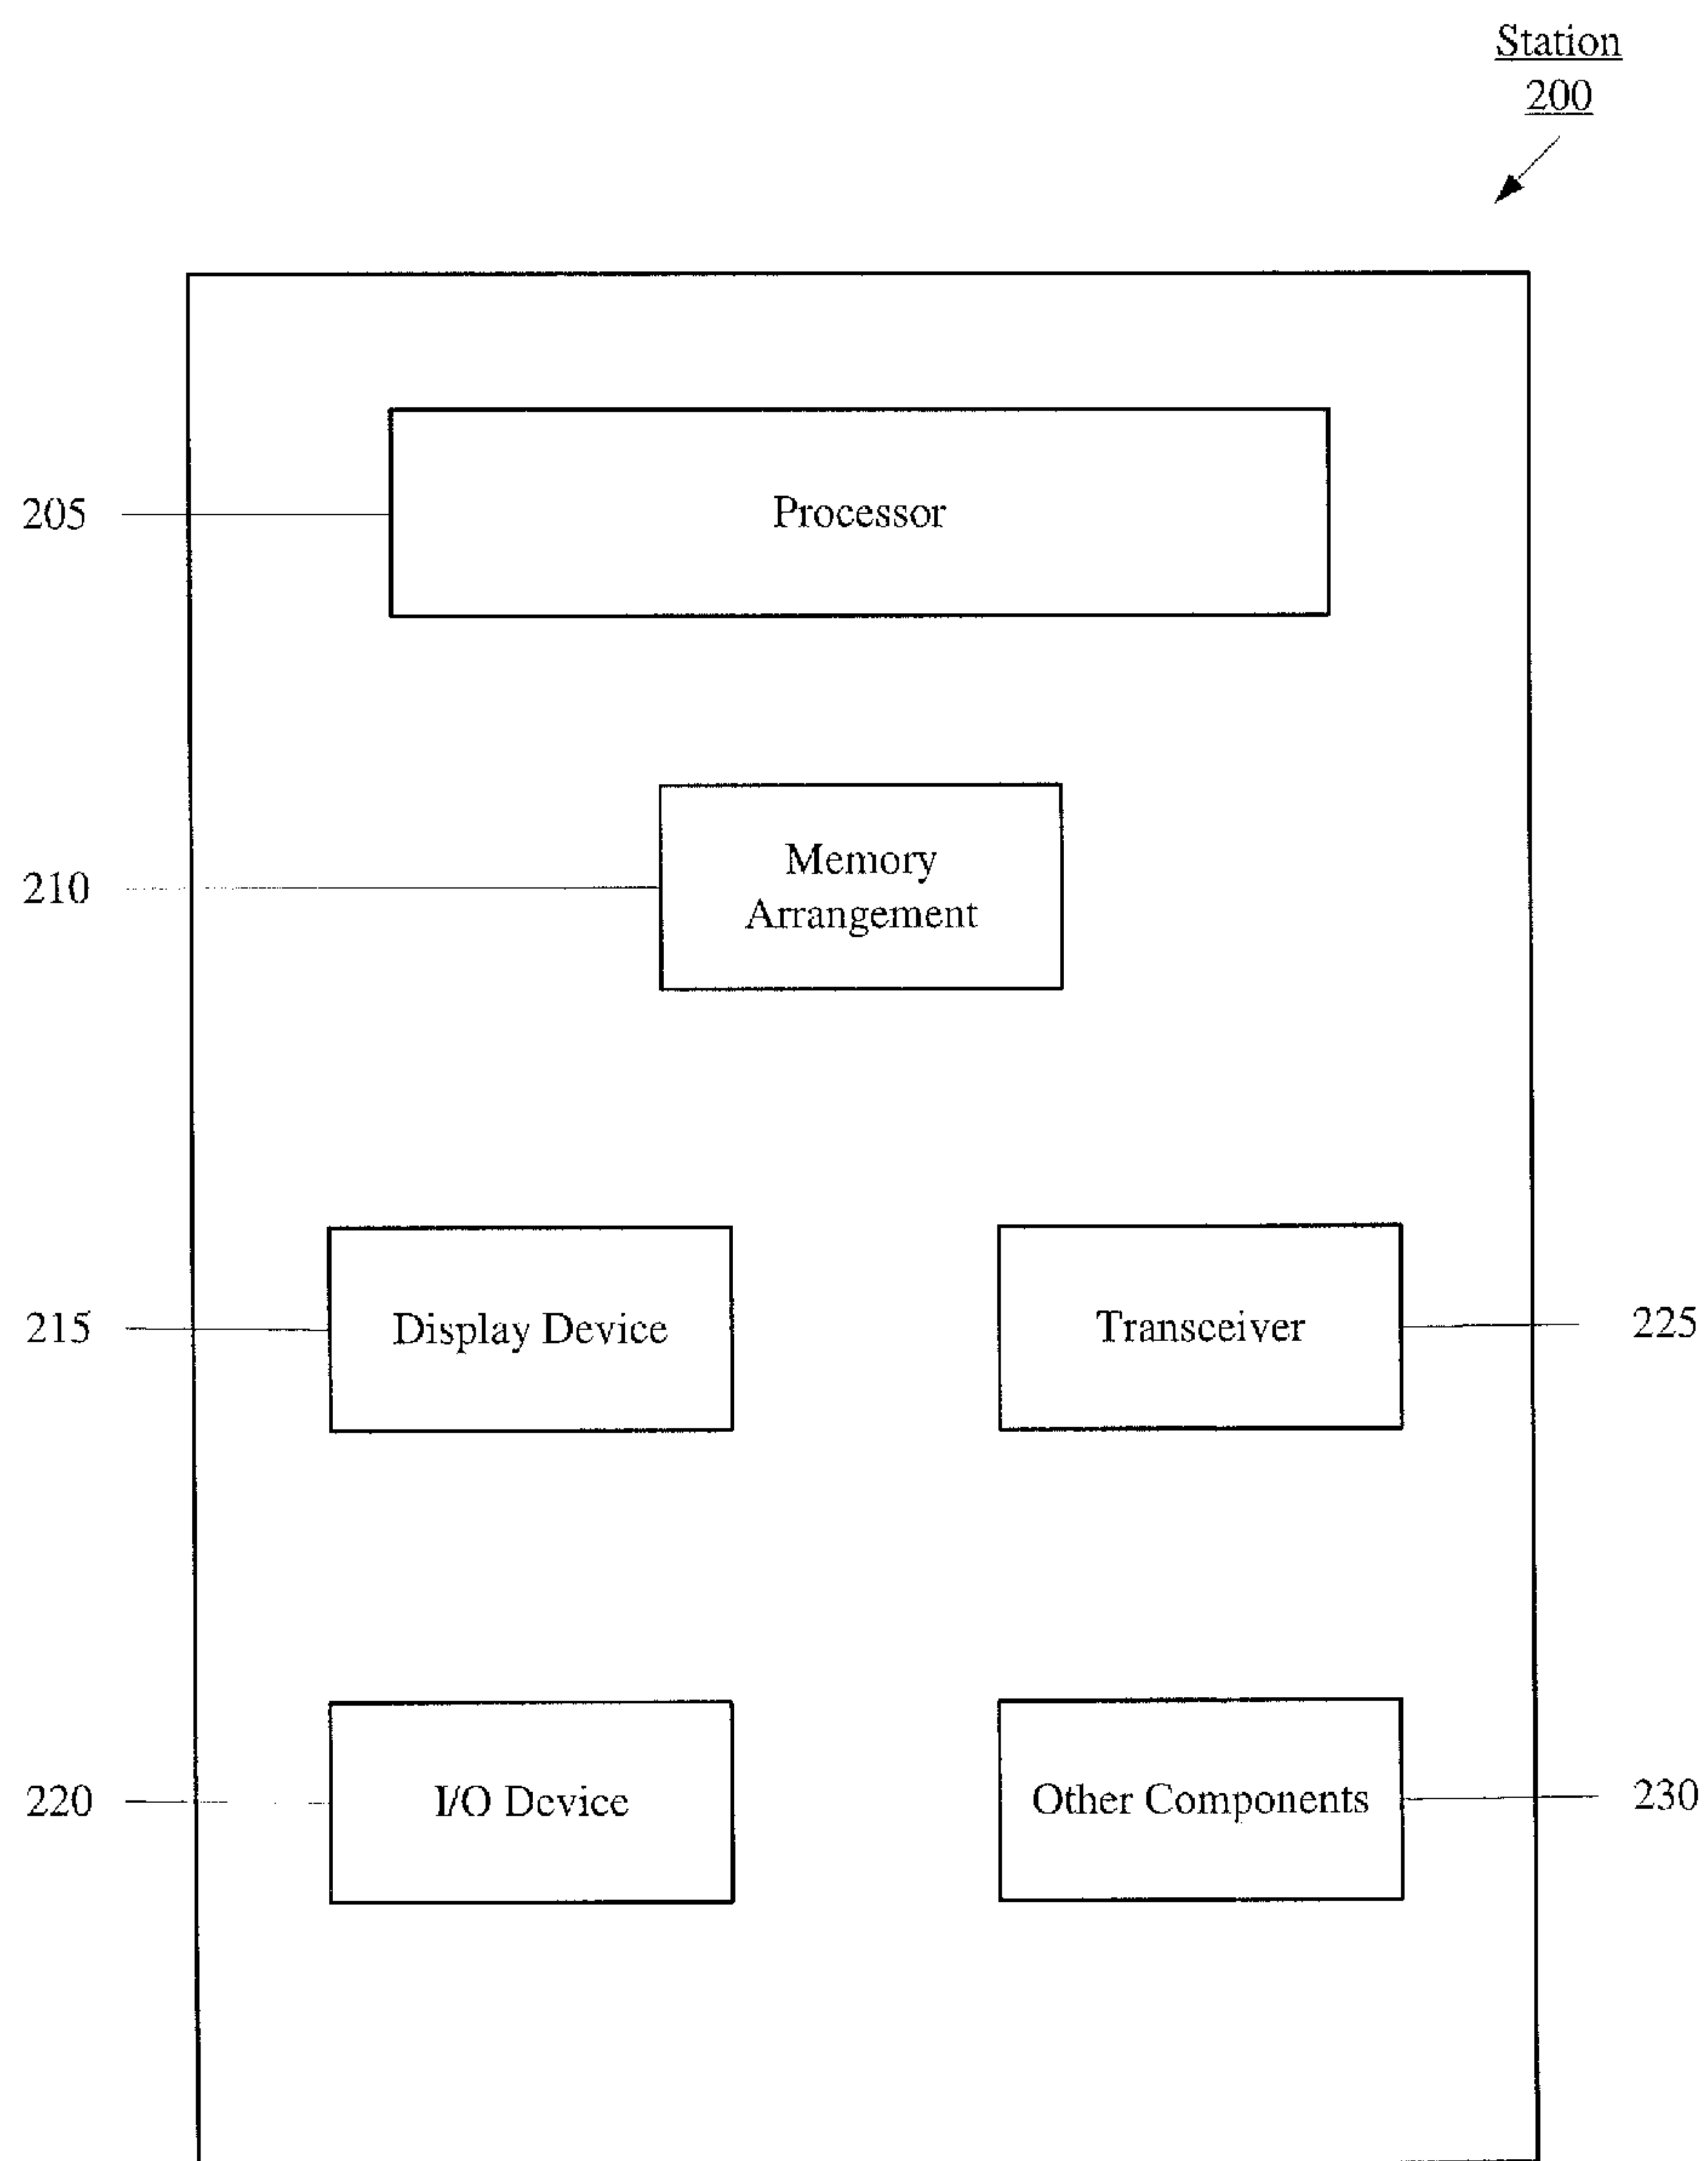 Station
200
205
Processor
210
Memory
Arrangement
215
Display Device
Transceiver
225
220
I/O Device
Other Components
230